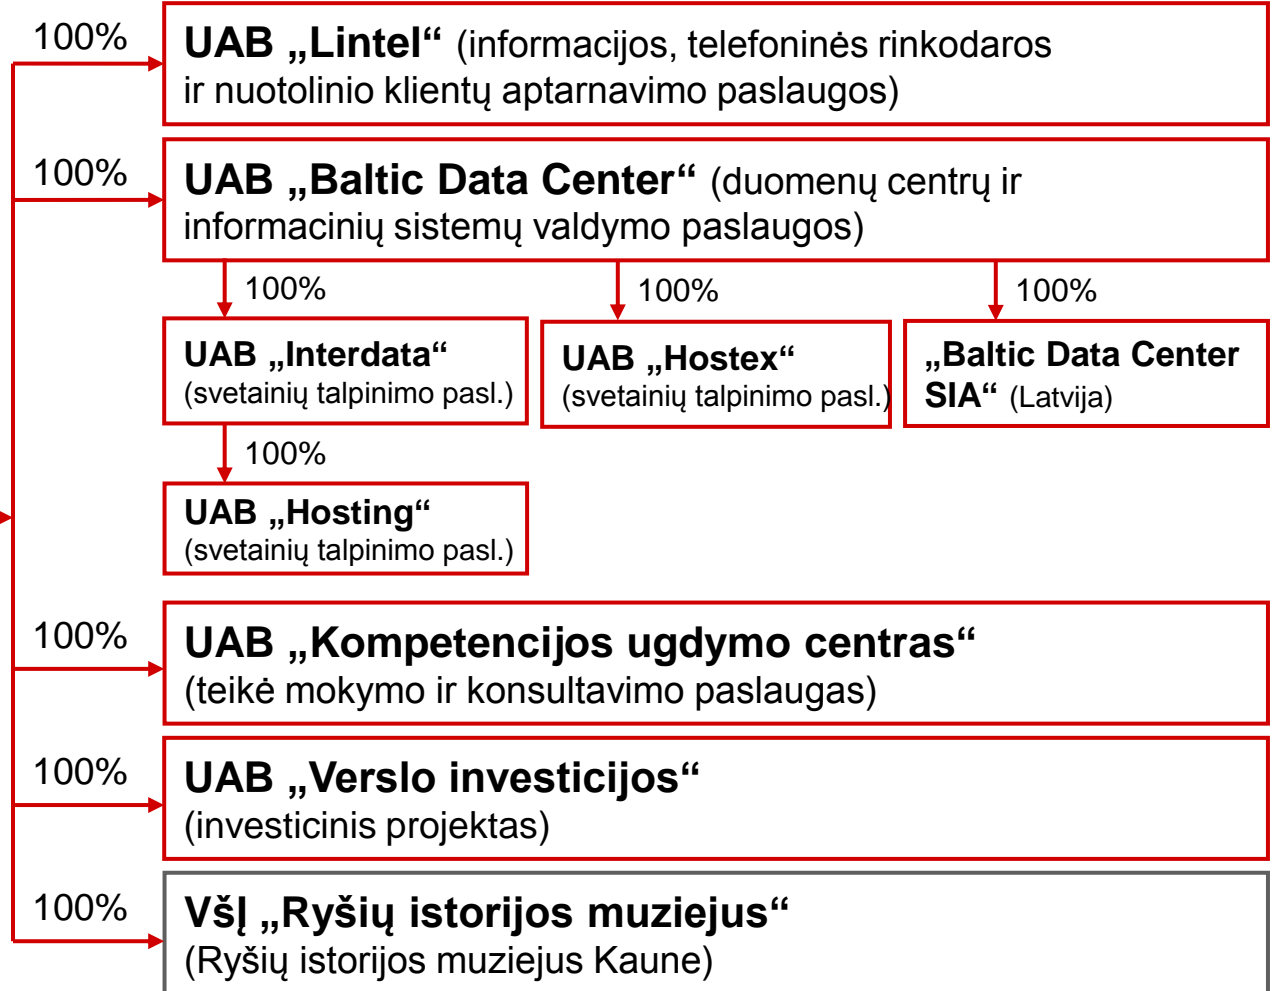 100%
UAB „Lintel“ (informacijos, telefoninės rinkodaros
ir nuotolinio klientų aptarnavimo paslaugos)
100%
UAB „Baltic Data Center“ (duomenų centrų ir
informacinių sistemų valdymo paslaugos)
100%
100%
100%
UAB „Interdata“
(svetainių talpinimo pasl.)
UAB „Hostex“
(svetainių talpinimo pasl.)
„Baltic Data Center
SIA“ (Latvija)
100%
UAB „Hosting“
(svetainių talpinimo pasl.)
100%
UAB „Kompetencijos ugdymo centras“
(teikė mokymo ir konsultavimo paslaugas)
100%
UAB „Verslo investicijos“
(investicinis projektas)
100%
VšĮ „Ryšių istorijos muziejus“
(Ryšių istorijos muziejus Kaune)